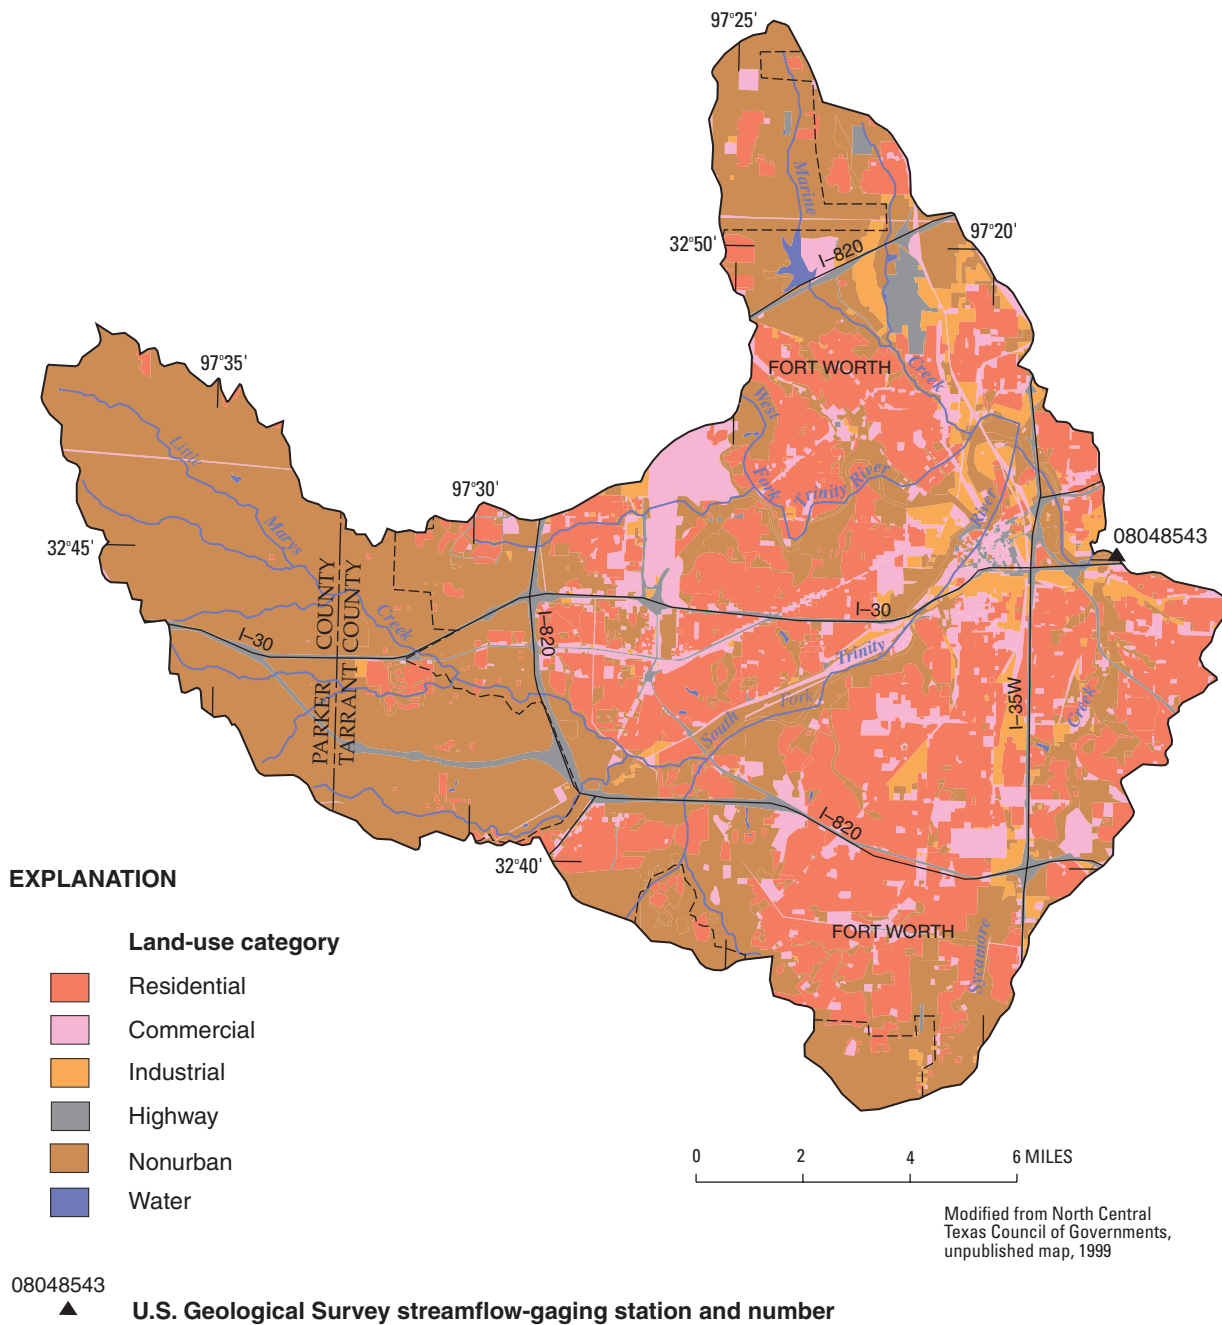 97°25'
Marine
32°50'
97°20'
I–820
97°35'
FORT WORTH
Creek
West
Little
Fork
Trinity River
97°30'
River
Marys
32°45'
08048543
PARKER COUNTY
TARRANT COUNTY
Creek
I–30
I–820
I–30
Trinity
Fork
South
I–35W
Creek
I–820
32°40'
FORT WORTH
Sycamore
EXPLANATION
Land-use category
Residential
Commercial
Industrial
Highway
Nonurban
Water
0 2 4 6 MILES
Modified from North Central
Texas Council of Governments,
unpublished map, 1999
08048543
U.S. Geological Survey streamflow-gaging station and number